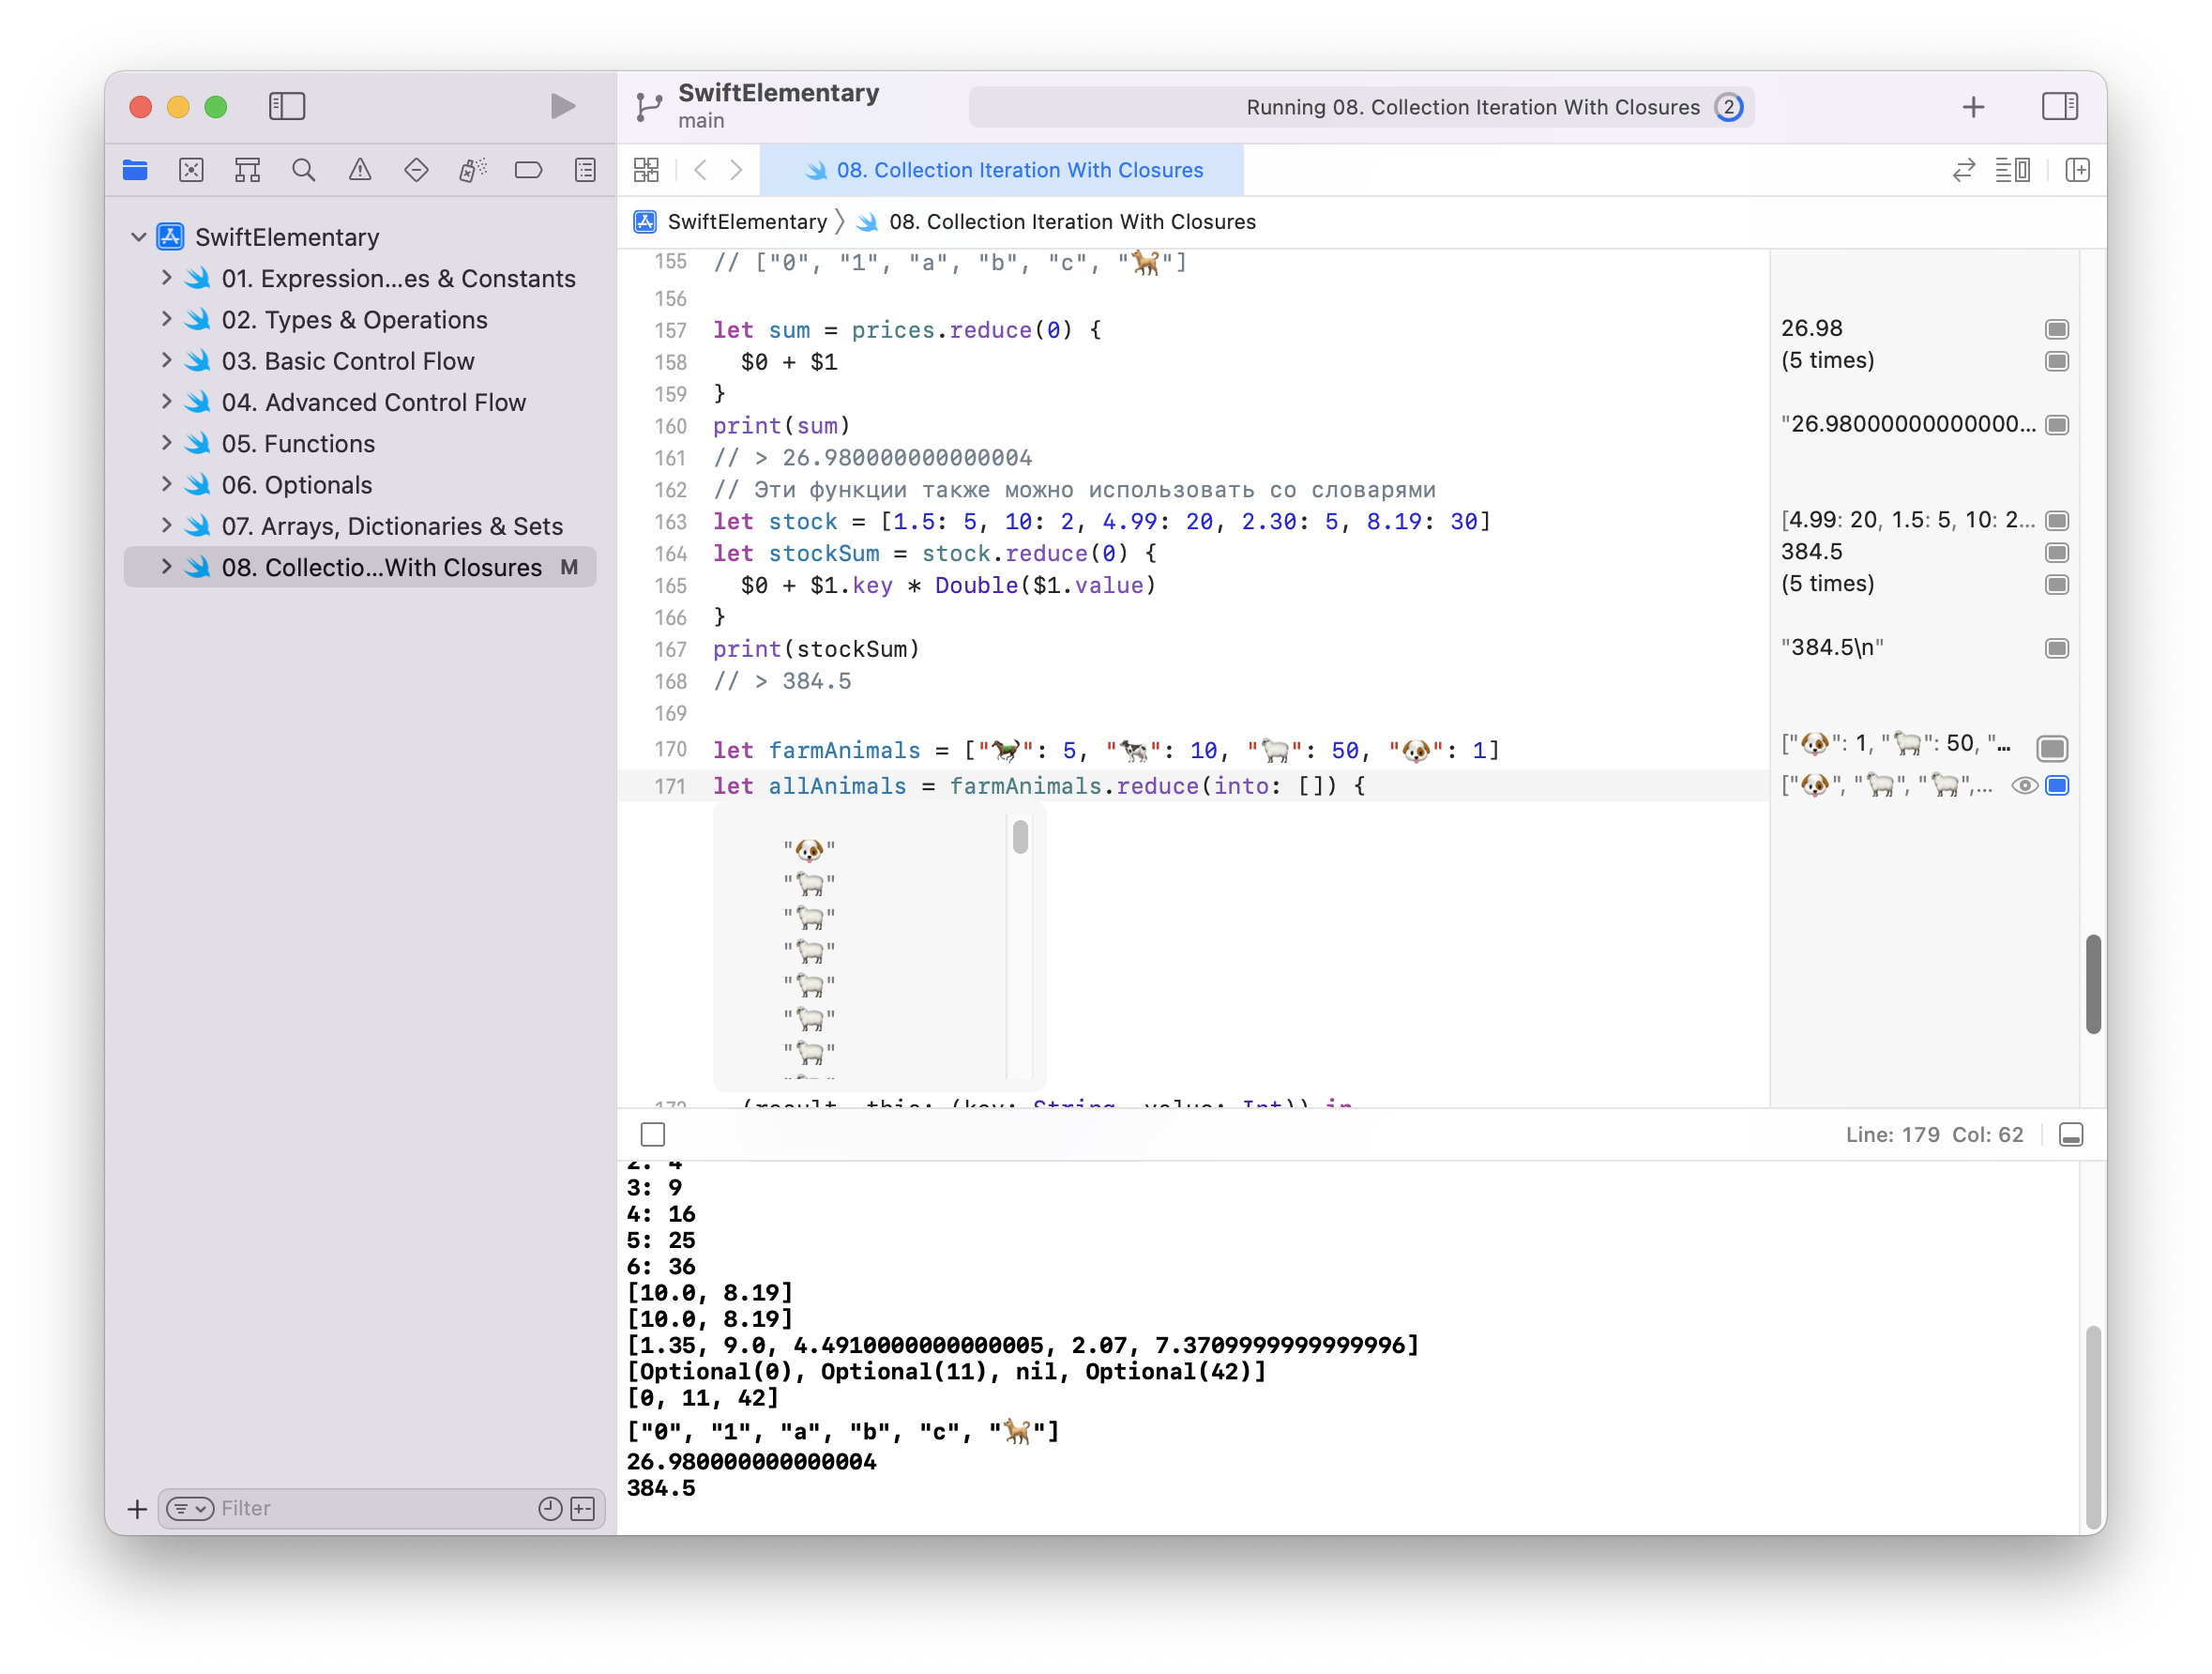 SwiftElementary
main
Running 08. Collection Iteration With Closures 2
08. Collection Iteration With Closures
SwiftElementary 08. Collection Iteration With Closures
SwiftElementary
01. Expression...es & Constants
02. Types & Operations
03. Basic Control Flow
04. Advanced Control Flow
05. Functions
06. Optionals
07. Arrays, Dictionaries & Sets
08. Collectio...With Closures M
Filter
155 // ["0", "1", "a", "b", "c", "🐕"]
156
157 let sum = prices.reduce(0) {
158 $0 + $1
159 }
160 print(sum)
161 // > 26.980000000000004
162 // Эти функции также можно использовать со словарями
163 let stock = [1.5: 5, 10: 2, 4.99: 20, 2.30: 5, 8.19: 30]
164 let stockSum = stock.reduce(0) {
165 $0 + $1.key * Double($1.value)
166 }
167 print(stockSum)
168 // > 384.5
169
170 let farmAnimals = ["🐎": 5, "🐄": 10, "🐑": 50, "🐶": 1]
171 let allAnimals = farmAnimals.reduce(into: []) {
"🐶"
"🐑"
"🐑"
"🐑"
"🐑"
"🐑"
"🐑"
172 (result, this: (key: String, value: Int)) in
26.98
(5 times)
"26.98000000000000...
[4.99: 20, 1.5: 5, 10: 2...
384.5
(5 times)
"384.5\n"
["🐶": 1, "🐑": 50, "...
["🐶", "🐑", "🐑",...
Line: 179 Col: 62
2: 4
3: 9
4: 16
5: 25
6: 36
[10.0, 8.19]
[10.0, 8.19]
[1.35, 9.0, 4.4910000000000005, 2.07, 7.3709999999999996]
[Optional(0), Optional(11), nil, Optional(42)]
[0, 11, 42]
["0", "1", "a", "b", "c", "🐕"]
26.980000000000004
384.5